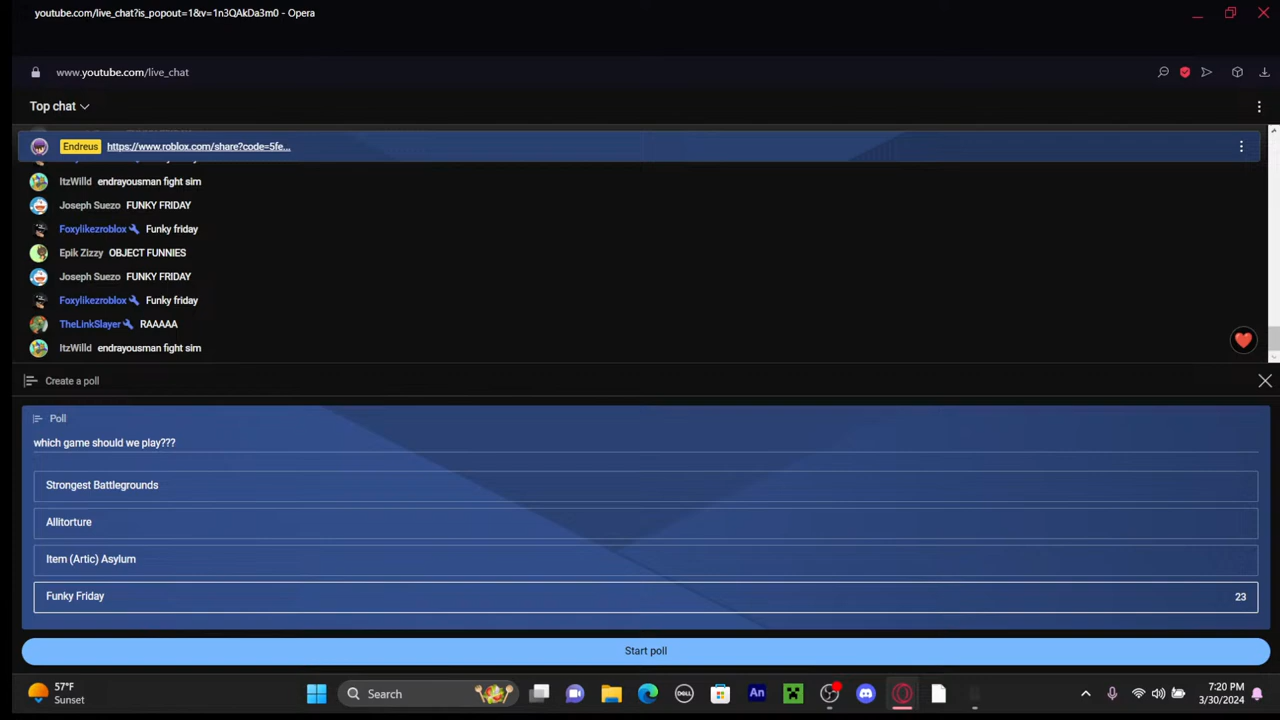 youtube.com/live_chat?is_popout=1&v=1n3QAkDa3m0 - Opera
www.youtube.com/live_chat
Top chat
Endreus https://www.roblox.com/share?code=5fe...
ItzWilld endrayousman fight sim
Joseph Suezo FUNKY FRIDAY
Foxylikezroblox Funky friday
Epik Zizzy OBJECT FUNNIES
Joseph Suezo FUNKY FRIDAY
Foxylikezroblox Funky friday
TheLinkSlayer RAAAAA
ItzWilld endrayousman fight sim
Create a poll
Poll
which game should we play???
Strongest Battlegrounds
Allitorture
Item (Artic) Asylum
Funky Friday 23
Start poll
57°F
Sunset
Search
DELL
An
7:20 PM
3/30/2024